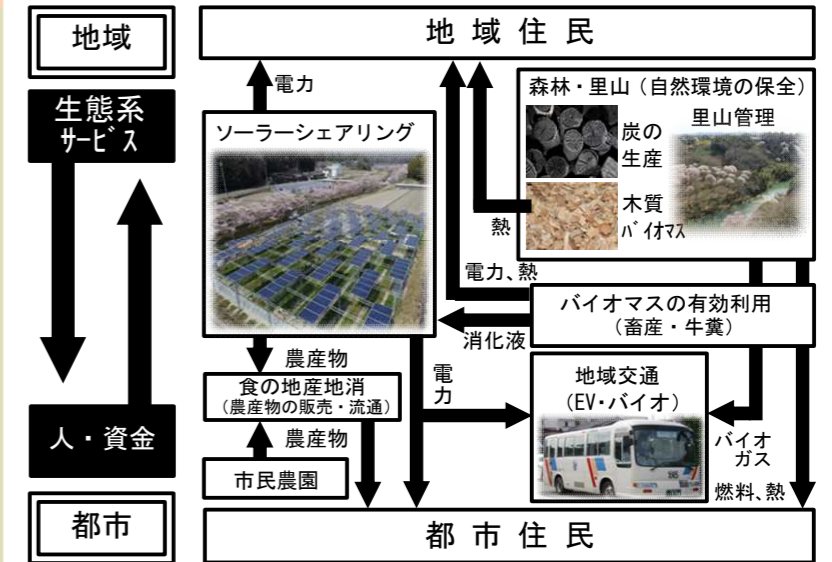 地域
地域住民
生態系
サービス
電力
ソーラーシェアリング
森林・里山（自然環境の保全）
里山管理
炭の
生産
木質
バイオマス
熱
電力、熱
バイオマスの有効利用
（畜産・牛糞）
消化液
農産物
電
力
食の地産地消
（農産物の販売・流通）
地域交通
（EV・バイオ）
人・資金
農産物
市民農園
バイオ
ガス
燃料、熱
都市
都市住民